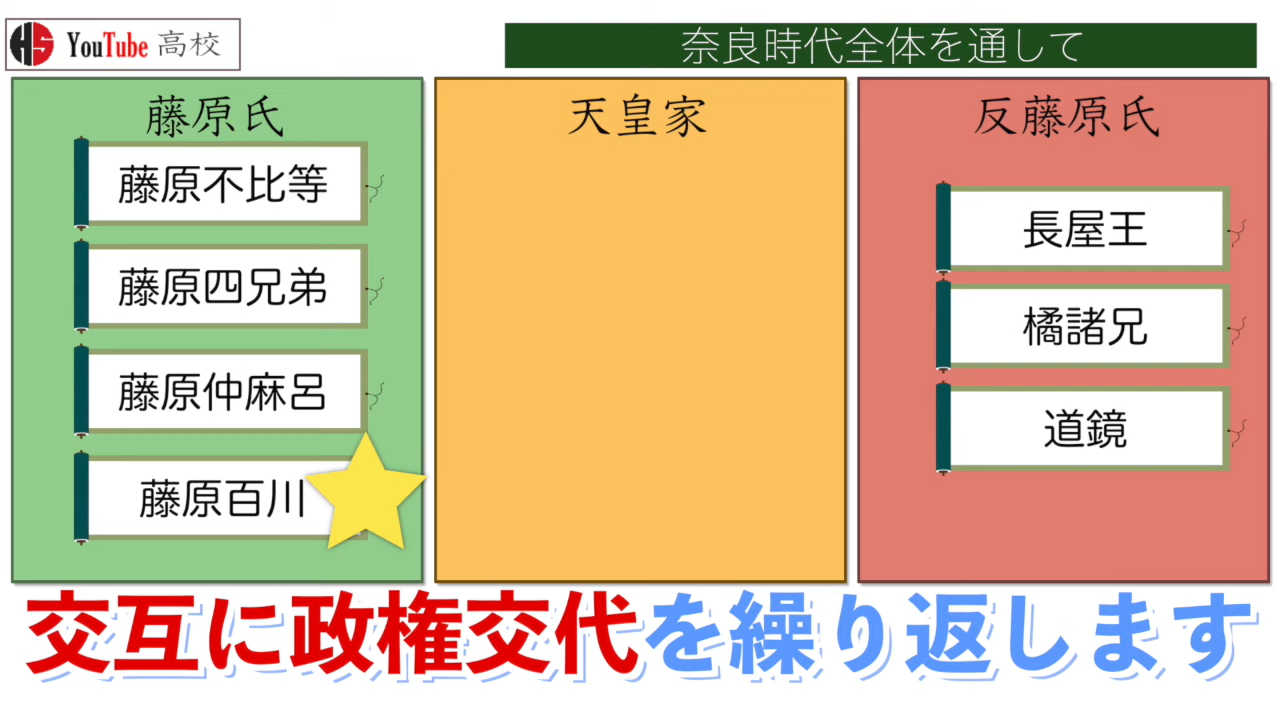 HS YouTube 高校
奈良時代全体を通して
藤原氏
藤原不比等
藤原四兄弟
藤原仲麻呂
藤原百川
天皇家
反藤原氏
長屋王
橘諸兄
道鏡
交互に政権交代を繰り返します